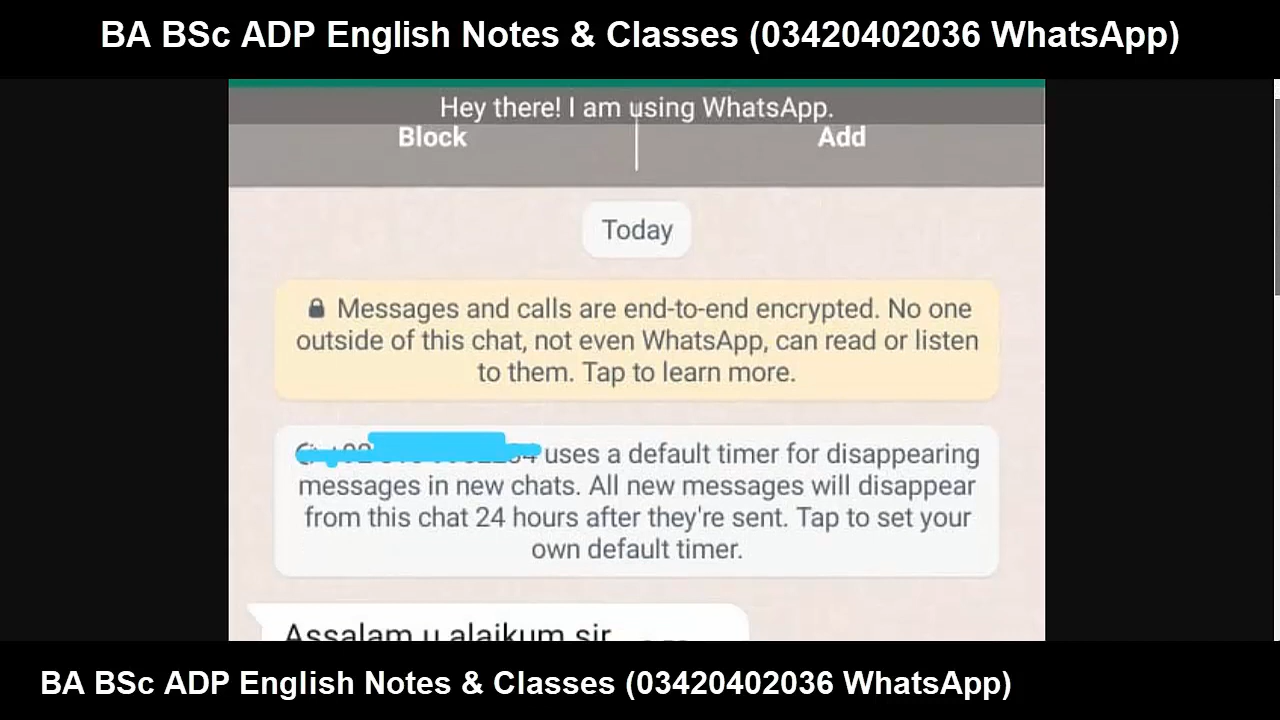 BA BSc ADP English Notes & Classes (03420402036 WhatsApp)
Hey there! I am using WhatsApp.
Block Add
Today
Messages and calls are end-to-end encrypted. No one
outside of this chat, not even WhatsApp, can read or listen
to them. Tap to learn more.
uses a default timer for disappearing
messages in new chats. All new messages will disappear
from this chat 24 hours after they're sent. Tap to set your
own default timer.
Assalam u alaikum sir
BA BSc ADP English Notes & Classes (03420402036 WhatsApp)